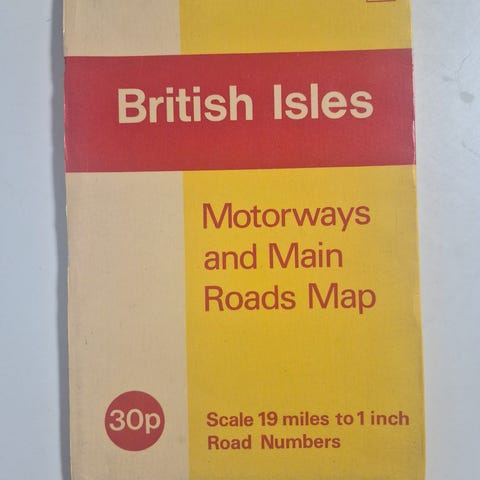 British Isles
Motorways
and Main
Roads Map
30p
Scale 19 miles to 1 inch
Road Numbers